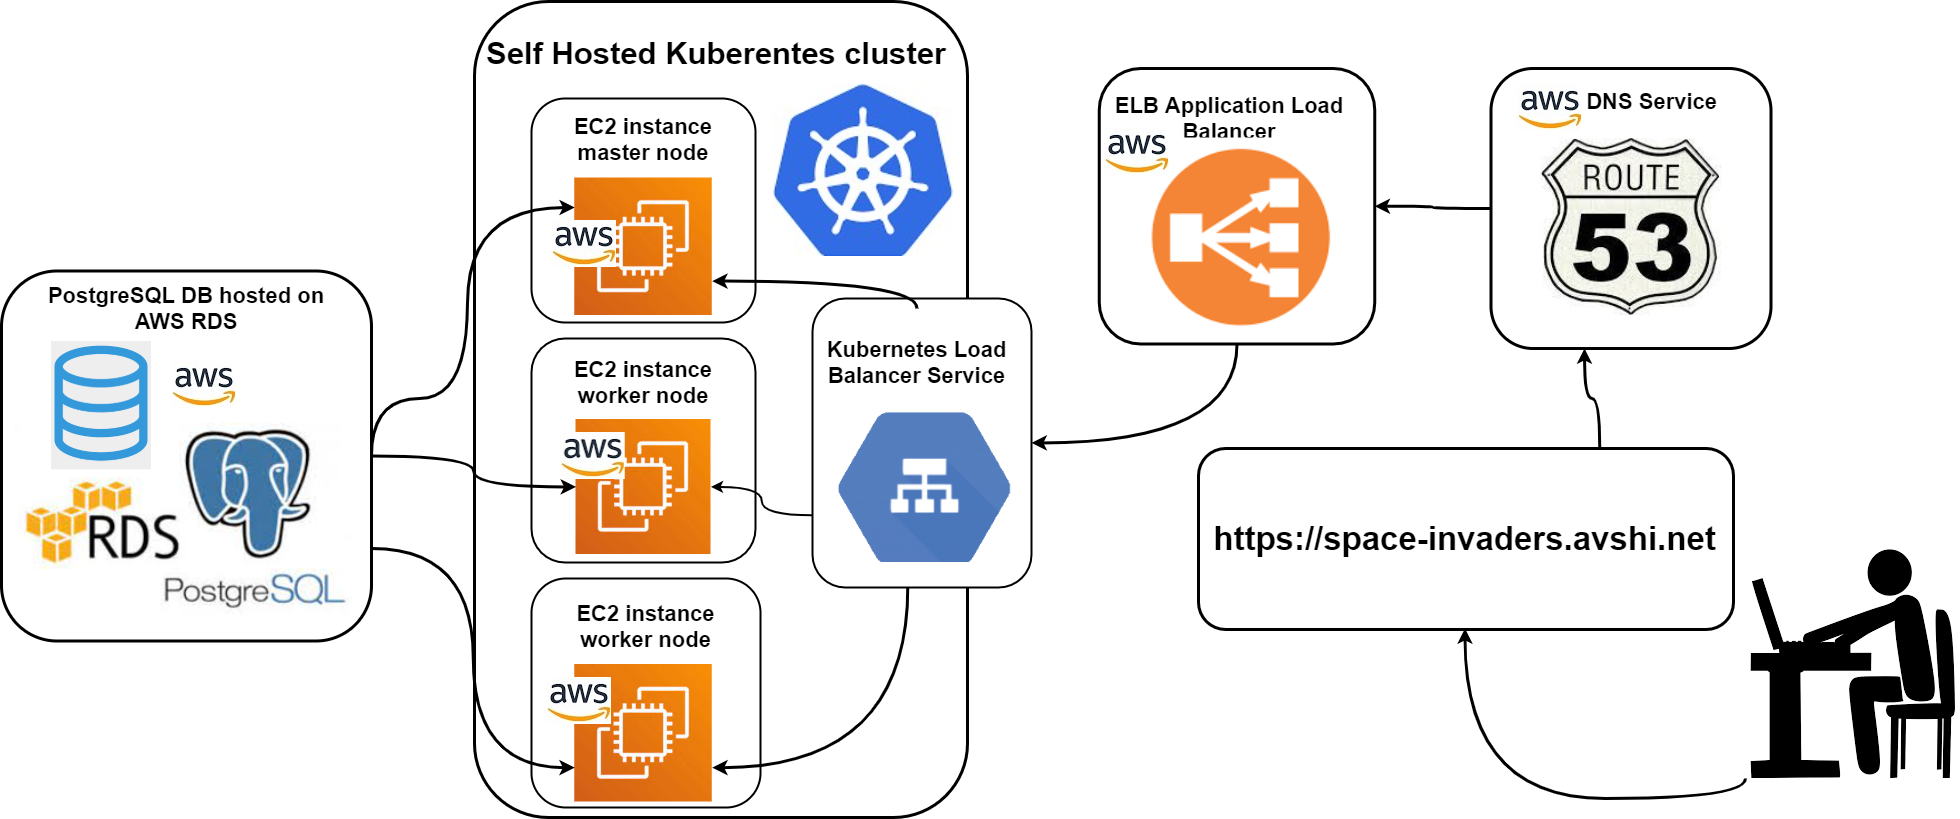 Self Hosted Kuberentes cluster
EC2 instance
master node
aws
EC2 instance
worker node
aws
EC2 instance
worker node
aws
PostgreSQL DB hosted on
AWS RDS
aws
RDS
PostgreSQL
Kubernetes Load
Balancer Service
ELB Application Load
Balancer
aws
aws DNS Service
ROUTE
53
https://space-invaders.avshi.net